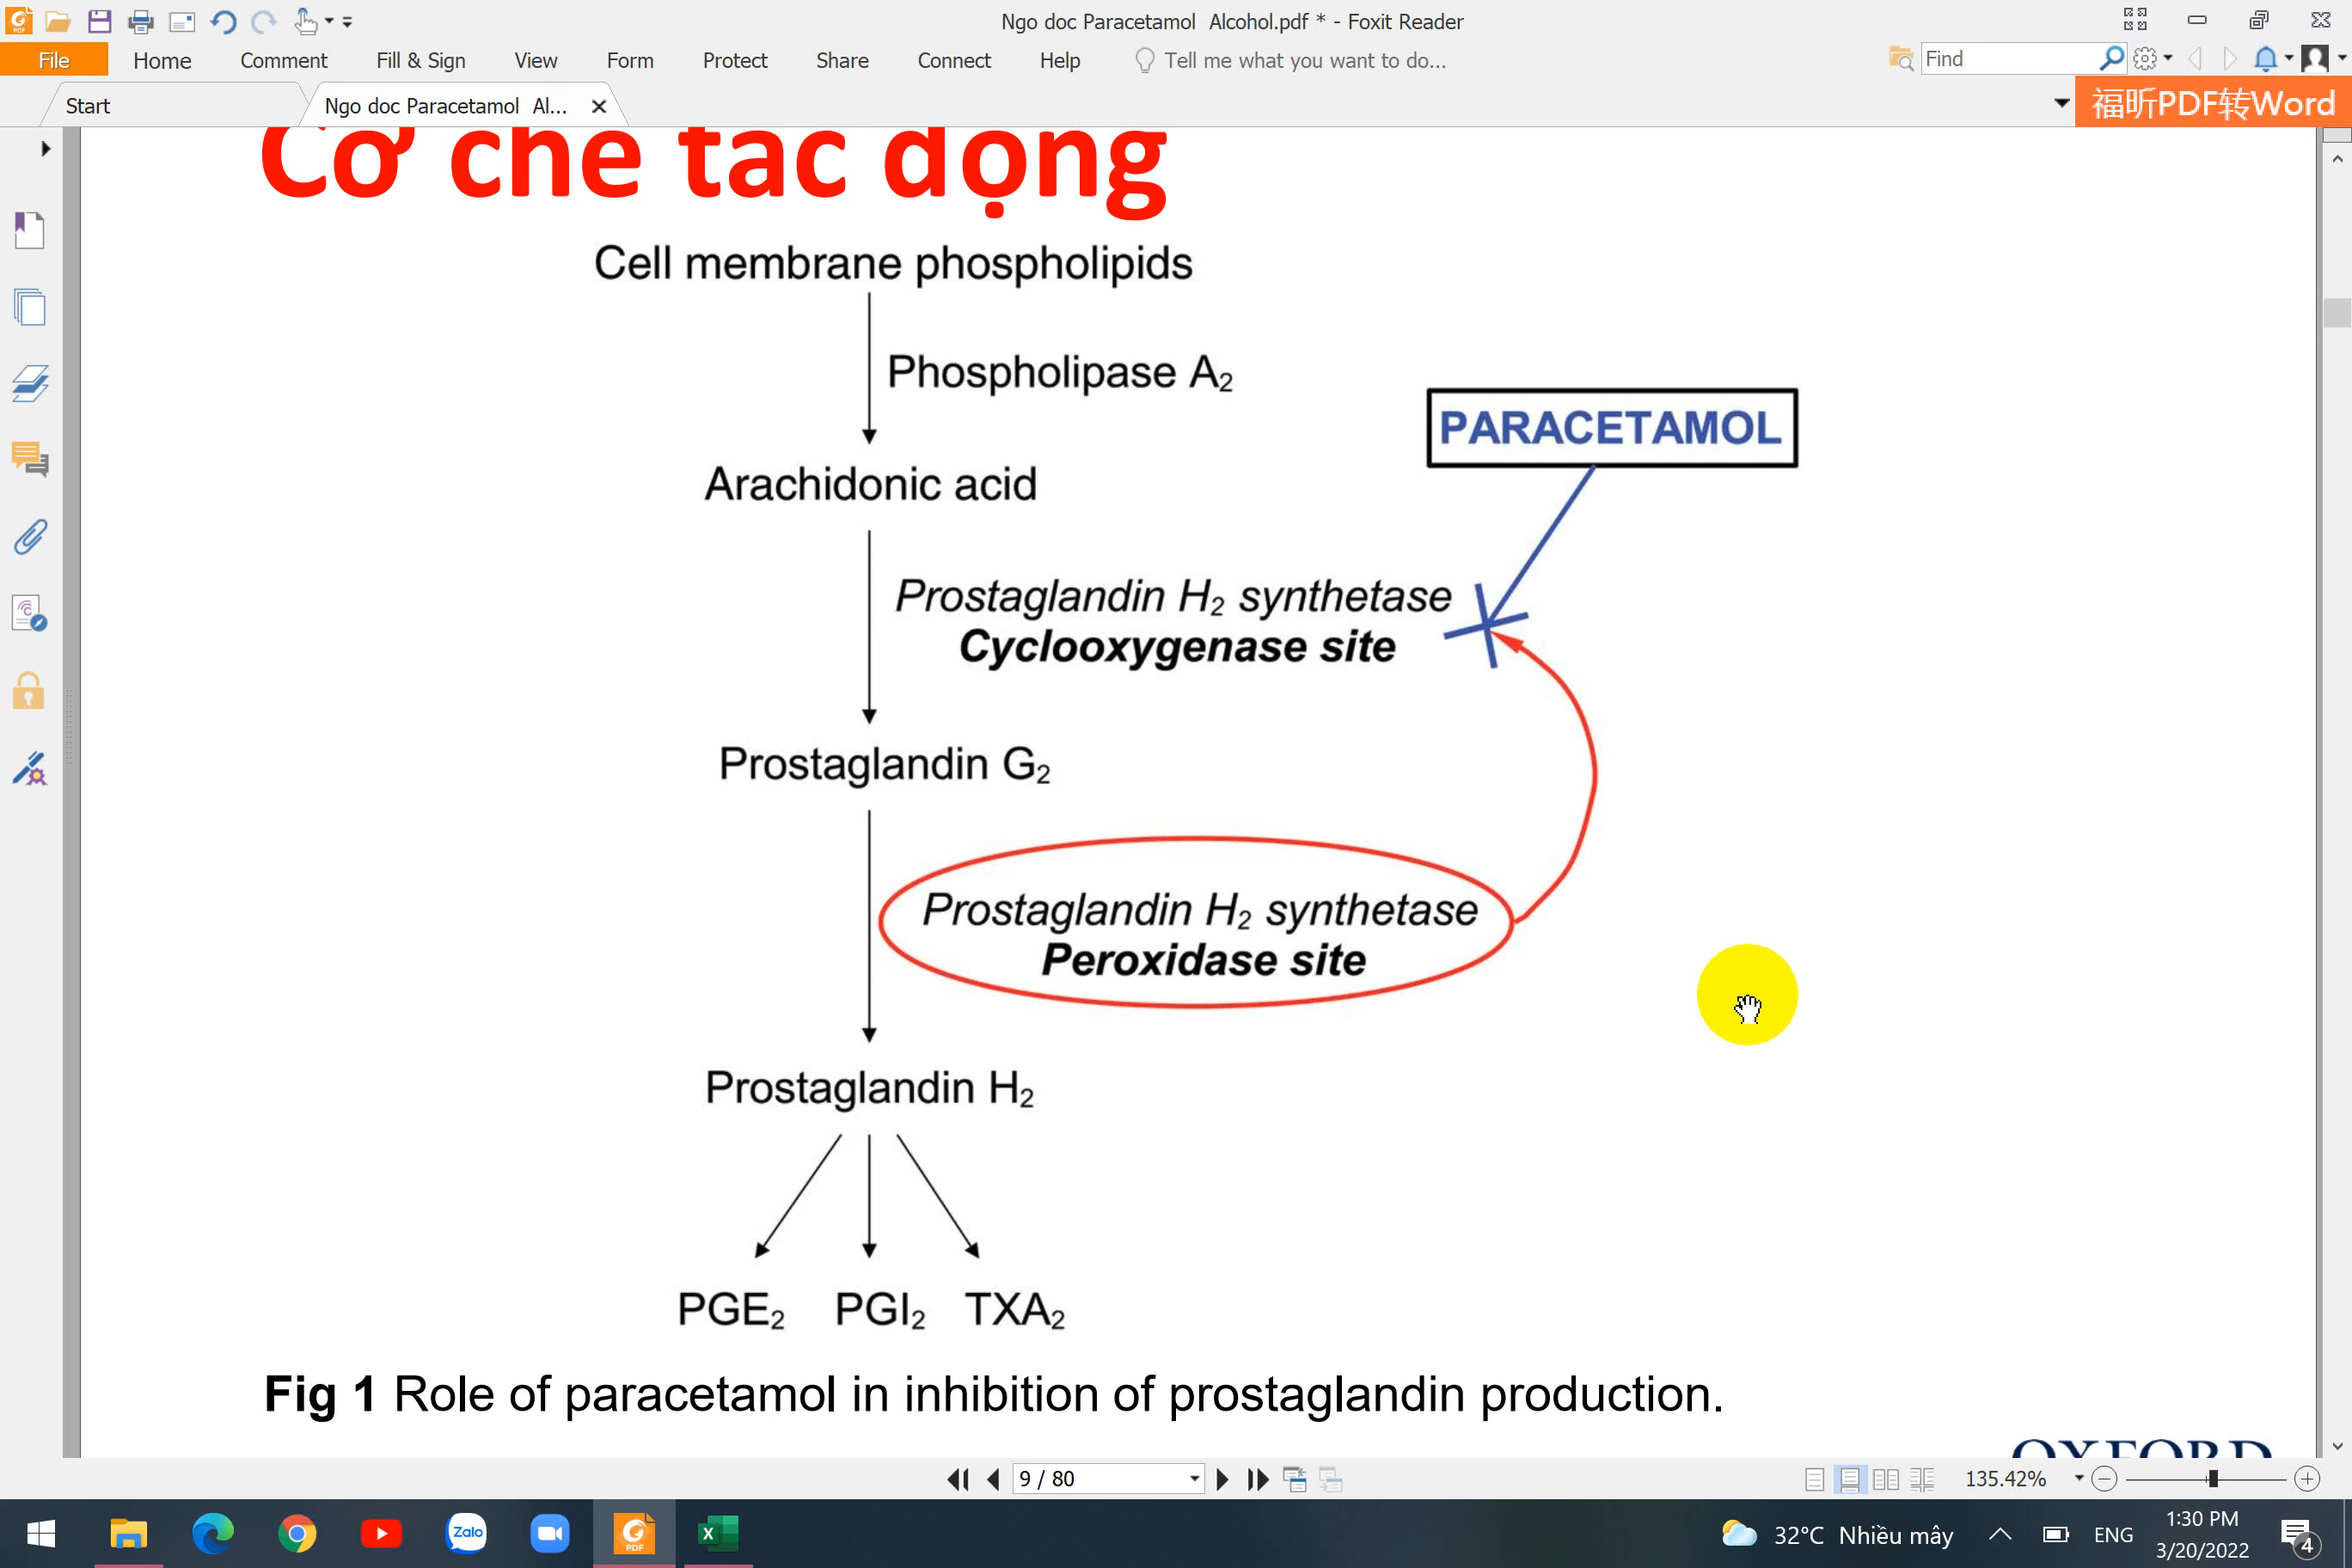 Ngo doc Paracetamol  Alcohol.pdf * - Foxit Reader
File Home Comment Fill & Sign View Form Protect Share Connect Help Tell me what you want to do... Find
Start Ngo doc Paracetamol  Al... 福昕PDF转Word
Cơ chế tác dụng
Cell membrane phospholipids
Phospholipase A₂
PARACETAMOL
Arachidonic acid
Prostaglandin H₂ synthetase
Cyclooxygenase site
Prostaglandin G₂
Prostaglandin H₂ synthetase
Peroxidase site
Prostaglandin H₂
PGE₂ PGI₂ TXA₂
Fig 1 Role of paracetamol in inhibition of prostaglandin production.
OXFORD
9 / 80 135.42%
Zalo
32°C Nhiều mây ENG 1:30 PM
3/20/2022 4